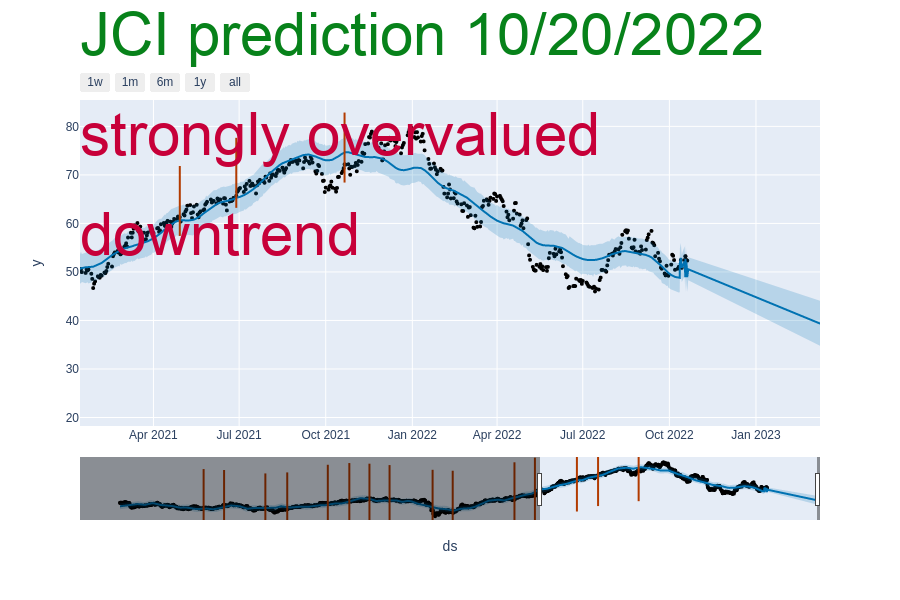 JCI prediction 10/20/2022
1w 1m 6m 1y all
strongly overvalued
downtrend
80
70
60
50
40
30
20
y
Apr 2021 Jul 2021 Oct 2021 Jan 2022 Apr 2022 Jul 2022 Oct 2022 Jan 2023
ds